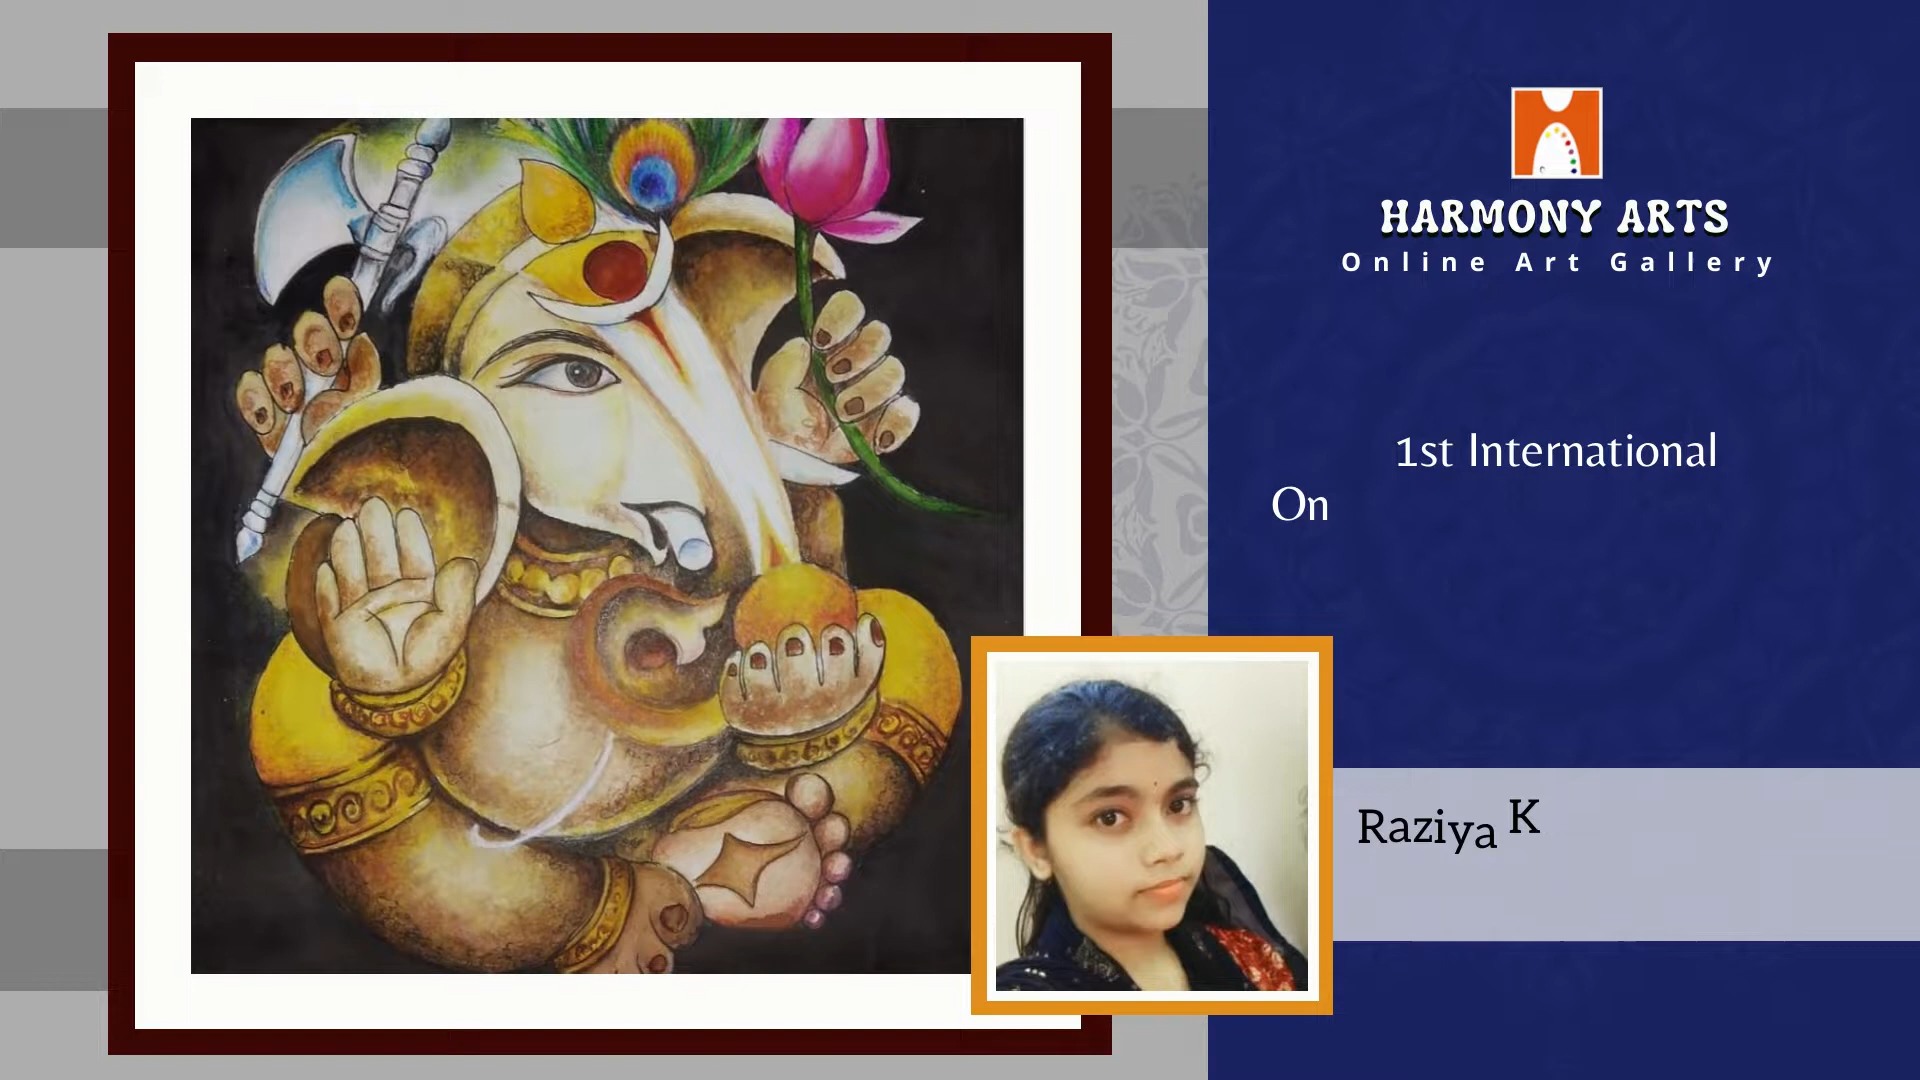 HARMONY ARTS
Online Art Gallery
1st International
On
Raziya K